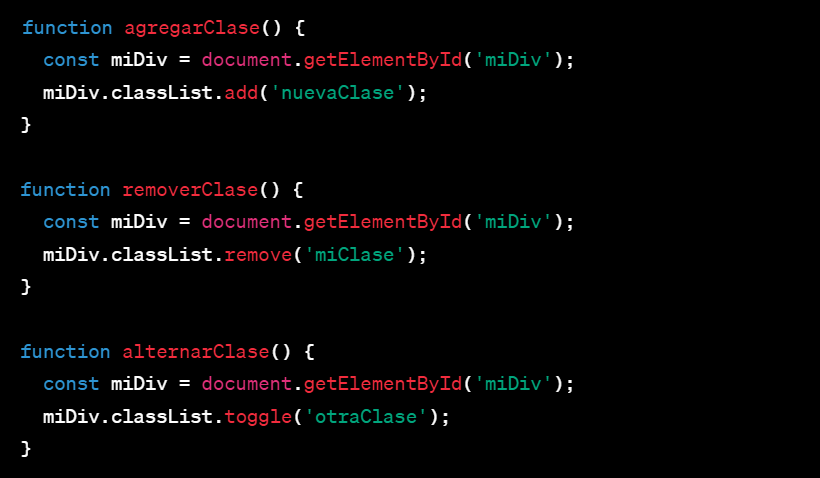 function agregarClase() {
  const miDiv = document.getElementById('miDiv');
  miDiv.classList.add('nuevaClase');
}

function removerClase() {
  const miDiv = document.getElementById('miDiv');
  miDiv.classList.remove('miClase');
}

function alternarClase() {
  const miDiv = document.getElementById('miDiv');
  miDiv.classList.toggle('otraClase');
}